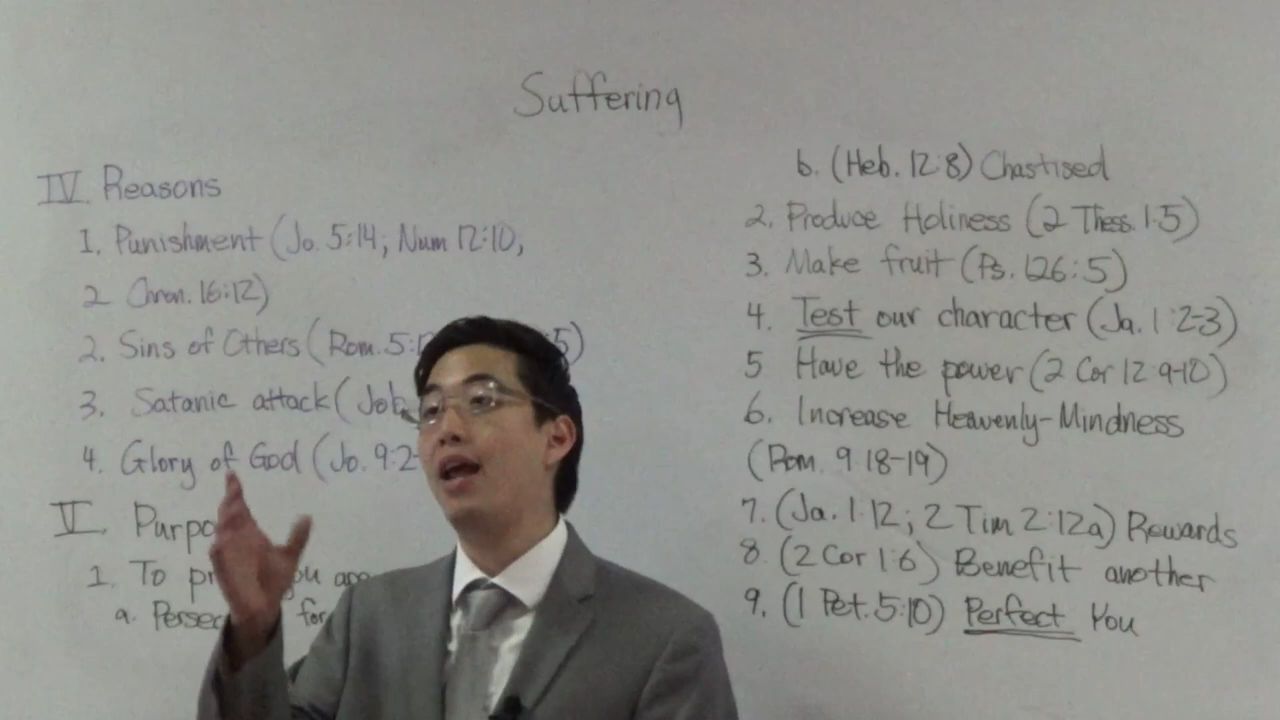 Suffering
IV. Reasons
1. Punishment (Jo. 5:14; Num 12:10,
2 Chron. 16:12)
2. Sins of Others (Rom. 5:1 5)
3. Satanic attack (Job
4. Glory of God (Jo. 9:2-
V. Purpo
1. To pr you are
a. Persec for
b. (Heb. 12:8) Chastised
2. Produce Holiness (2 Thess. 1:5)
3. Make fruit (Ps. 126:5)
4. Test our character (Ja. 1:2-3)
5 Have the power (2 Cor 12:9-10)
6. Increase Heavenly-Mindness
(Rom. 9:18-19)
7. (Ja. 1:12; 2 Tim 2:12a) Rewards
8. (2 Cor 1:6) Benefit another
9. (1 Pet. 5:10) Perfect You